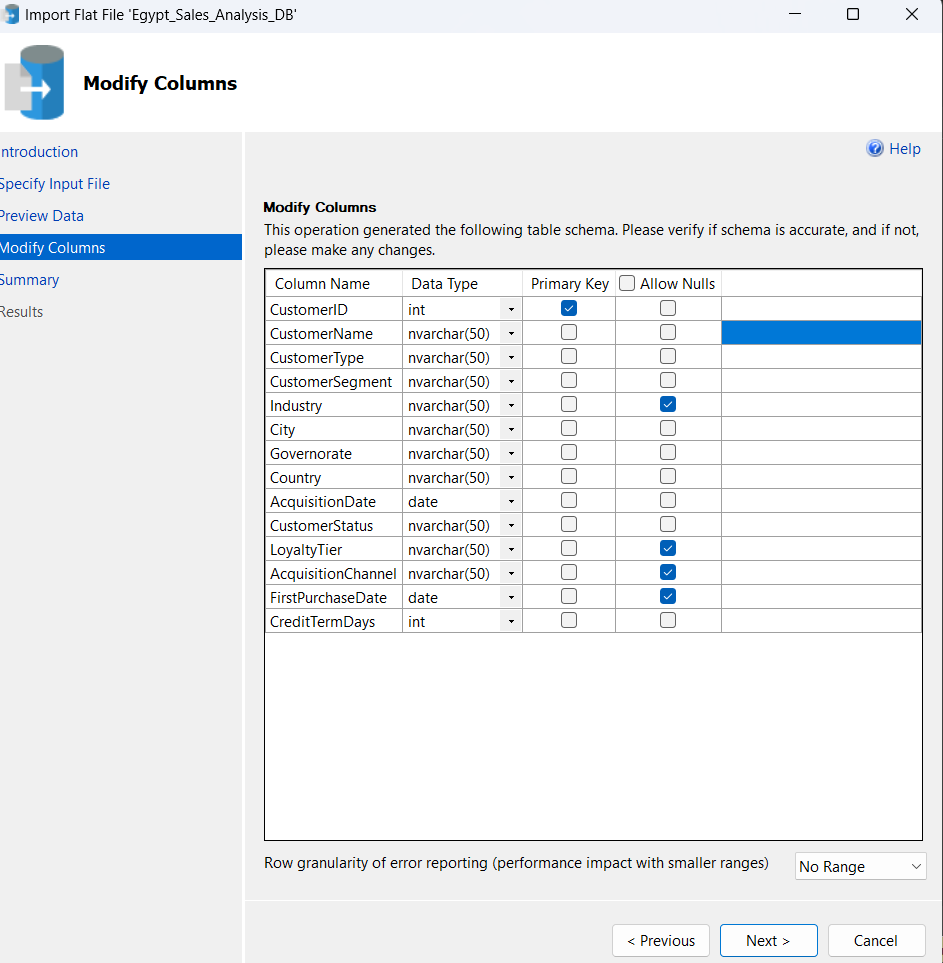 Import Flat File 'Egypt_Sales_Analysis_DB'
Modify Columns
ntroduction
Specify Input File
Preview Data
Modify Columns
Summary
Results
Help
Modify Columns
This operation generated the following table schema. Please verify if schema is accurate, and if not,
please make any changes.
Column Name Data Type Primary Key Allow Nulls
CustomerID int
CustomerName nvarchar(50)
CustomerType nvarchar(50)
CustomerSegment nvarchar(50)
Industry nvarchar(50)
City nvarchar(50)
Governorate nvarchar(50)
Country nvarchar(50)
AcquisitionDate date
CustomerStatus nvarchar(50)
LoyaltyTier nvarchar(50)
AcquisitionChannel nvarchar(50)
FirstPurchaseDate date
CreditTermDays int
Row granularity of error reporting (performance impact with smaller ranges) No Range
< Previous Next > Cancel